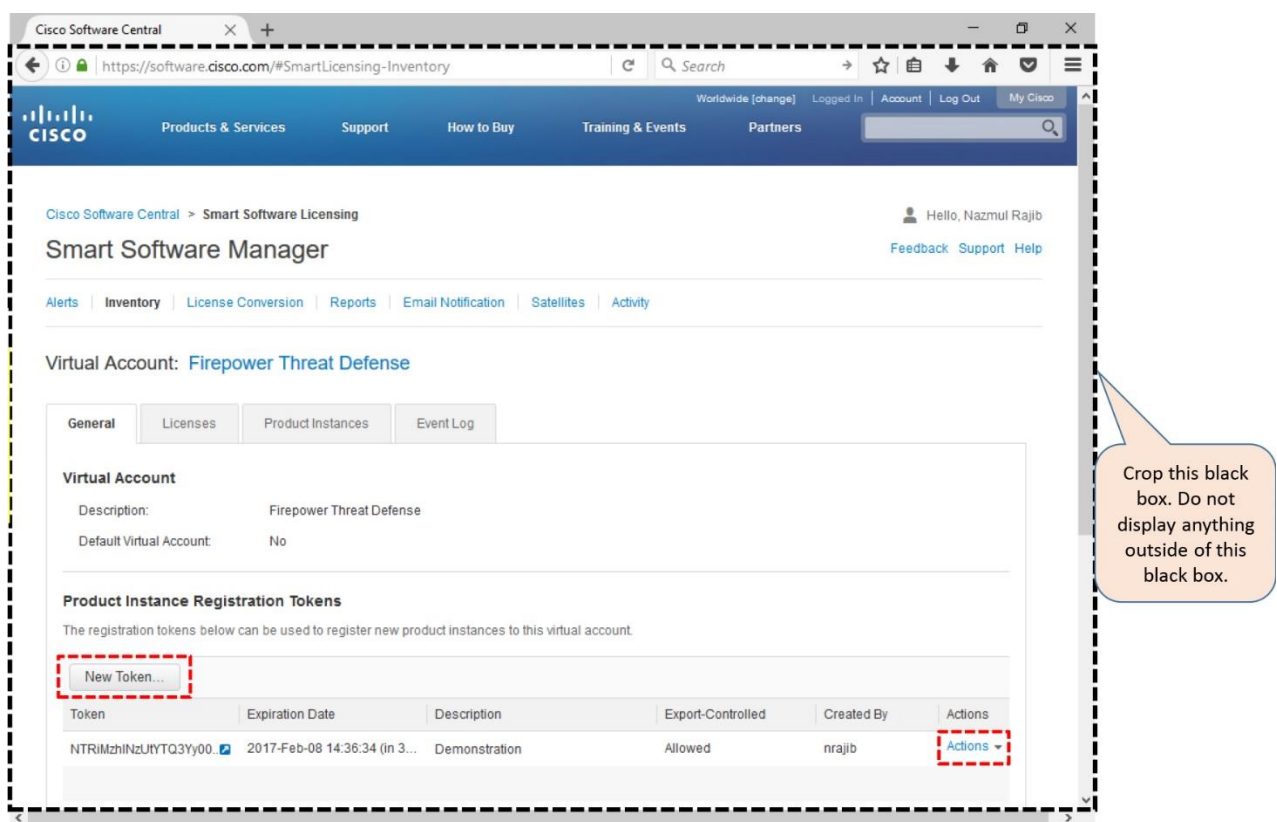 Cisco Software Central
https://software.cisco.com/#SmartLicensing-Inventory
Search
Worldwide [change] Logged In Account Log Out My Cisco
CISCO
Products & Services Support How to Buy Training & Events Partners
Cisco Software Central > Smart Software Licensing
Hello, Nazmul Rajib
Smart Software Manager
Feedback Support Help
Alerts Inventory License Conversion Reports Email Notification Satellites Activity
Virtual Account: Firepower Threat Defense
General Licenses Product Instances Event Log
Virtual Account
Description: Firepower Threat Defense
Default Virtual Account: No
Product Instance Registration Tokens
The registration tokens below can be used to register new product instances to this virtual account.
New Token...
Token Expiration Date Description Export-Controlled Created By Actions
2017-Feb-08 14:36:34 (in 3... Demonstration Allowed nrajib Actions
Crop this black
box. Do not
display anything
outside of this
black box.